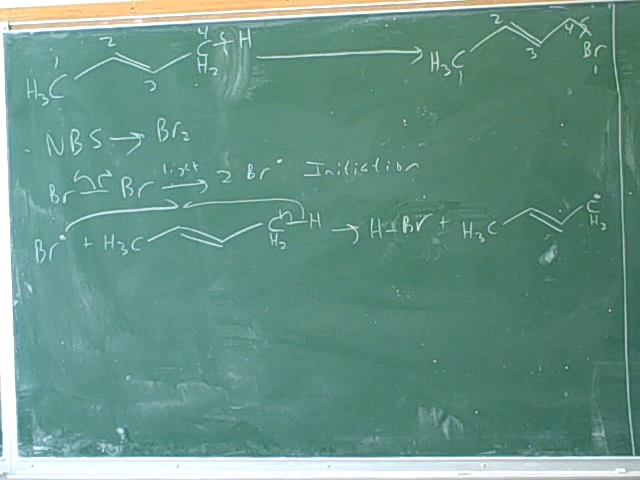 1 2 3 4 H3C C H2 H H3C 1 2 3 4 Br
NBS → Br2
Br — Br light → 2 Br• Initiation
Br• + H3C C H2 H → H–Br + H3C C• H2